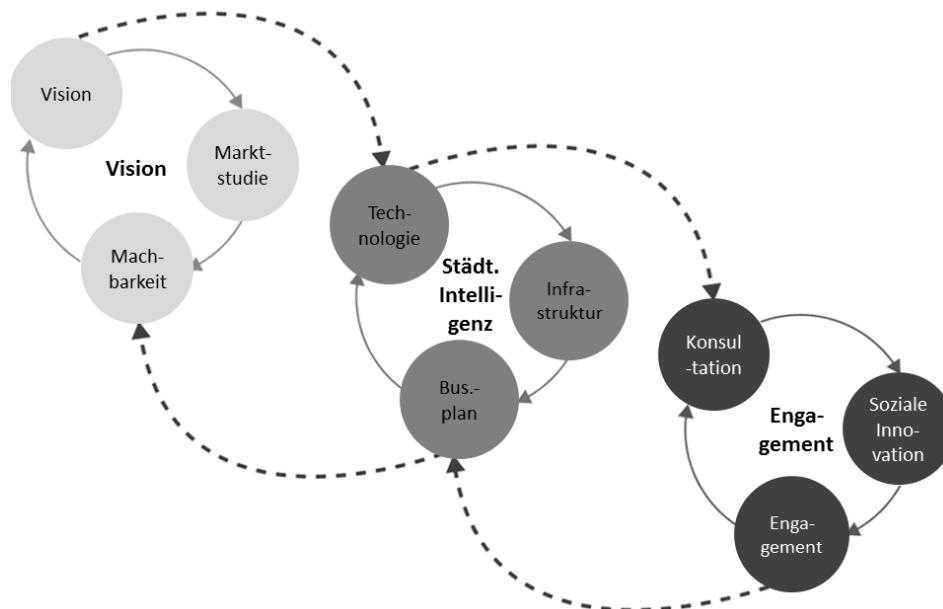 Vision
Markt-
studie
Vision
Mach-
barkeit
Tech-
nologie
Städt.
Intelli-
genz
Infra-
struktur
Bus.-
plan
Konsul
-tation
Soziale
Inno-
vation
Enga-
gement
Enga-
gement